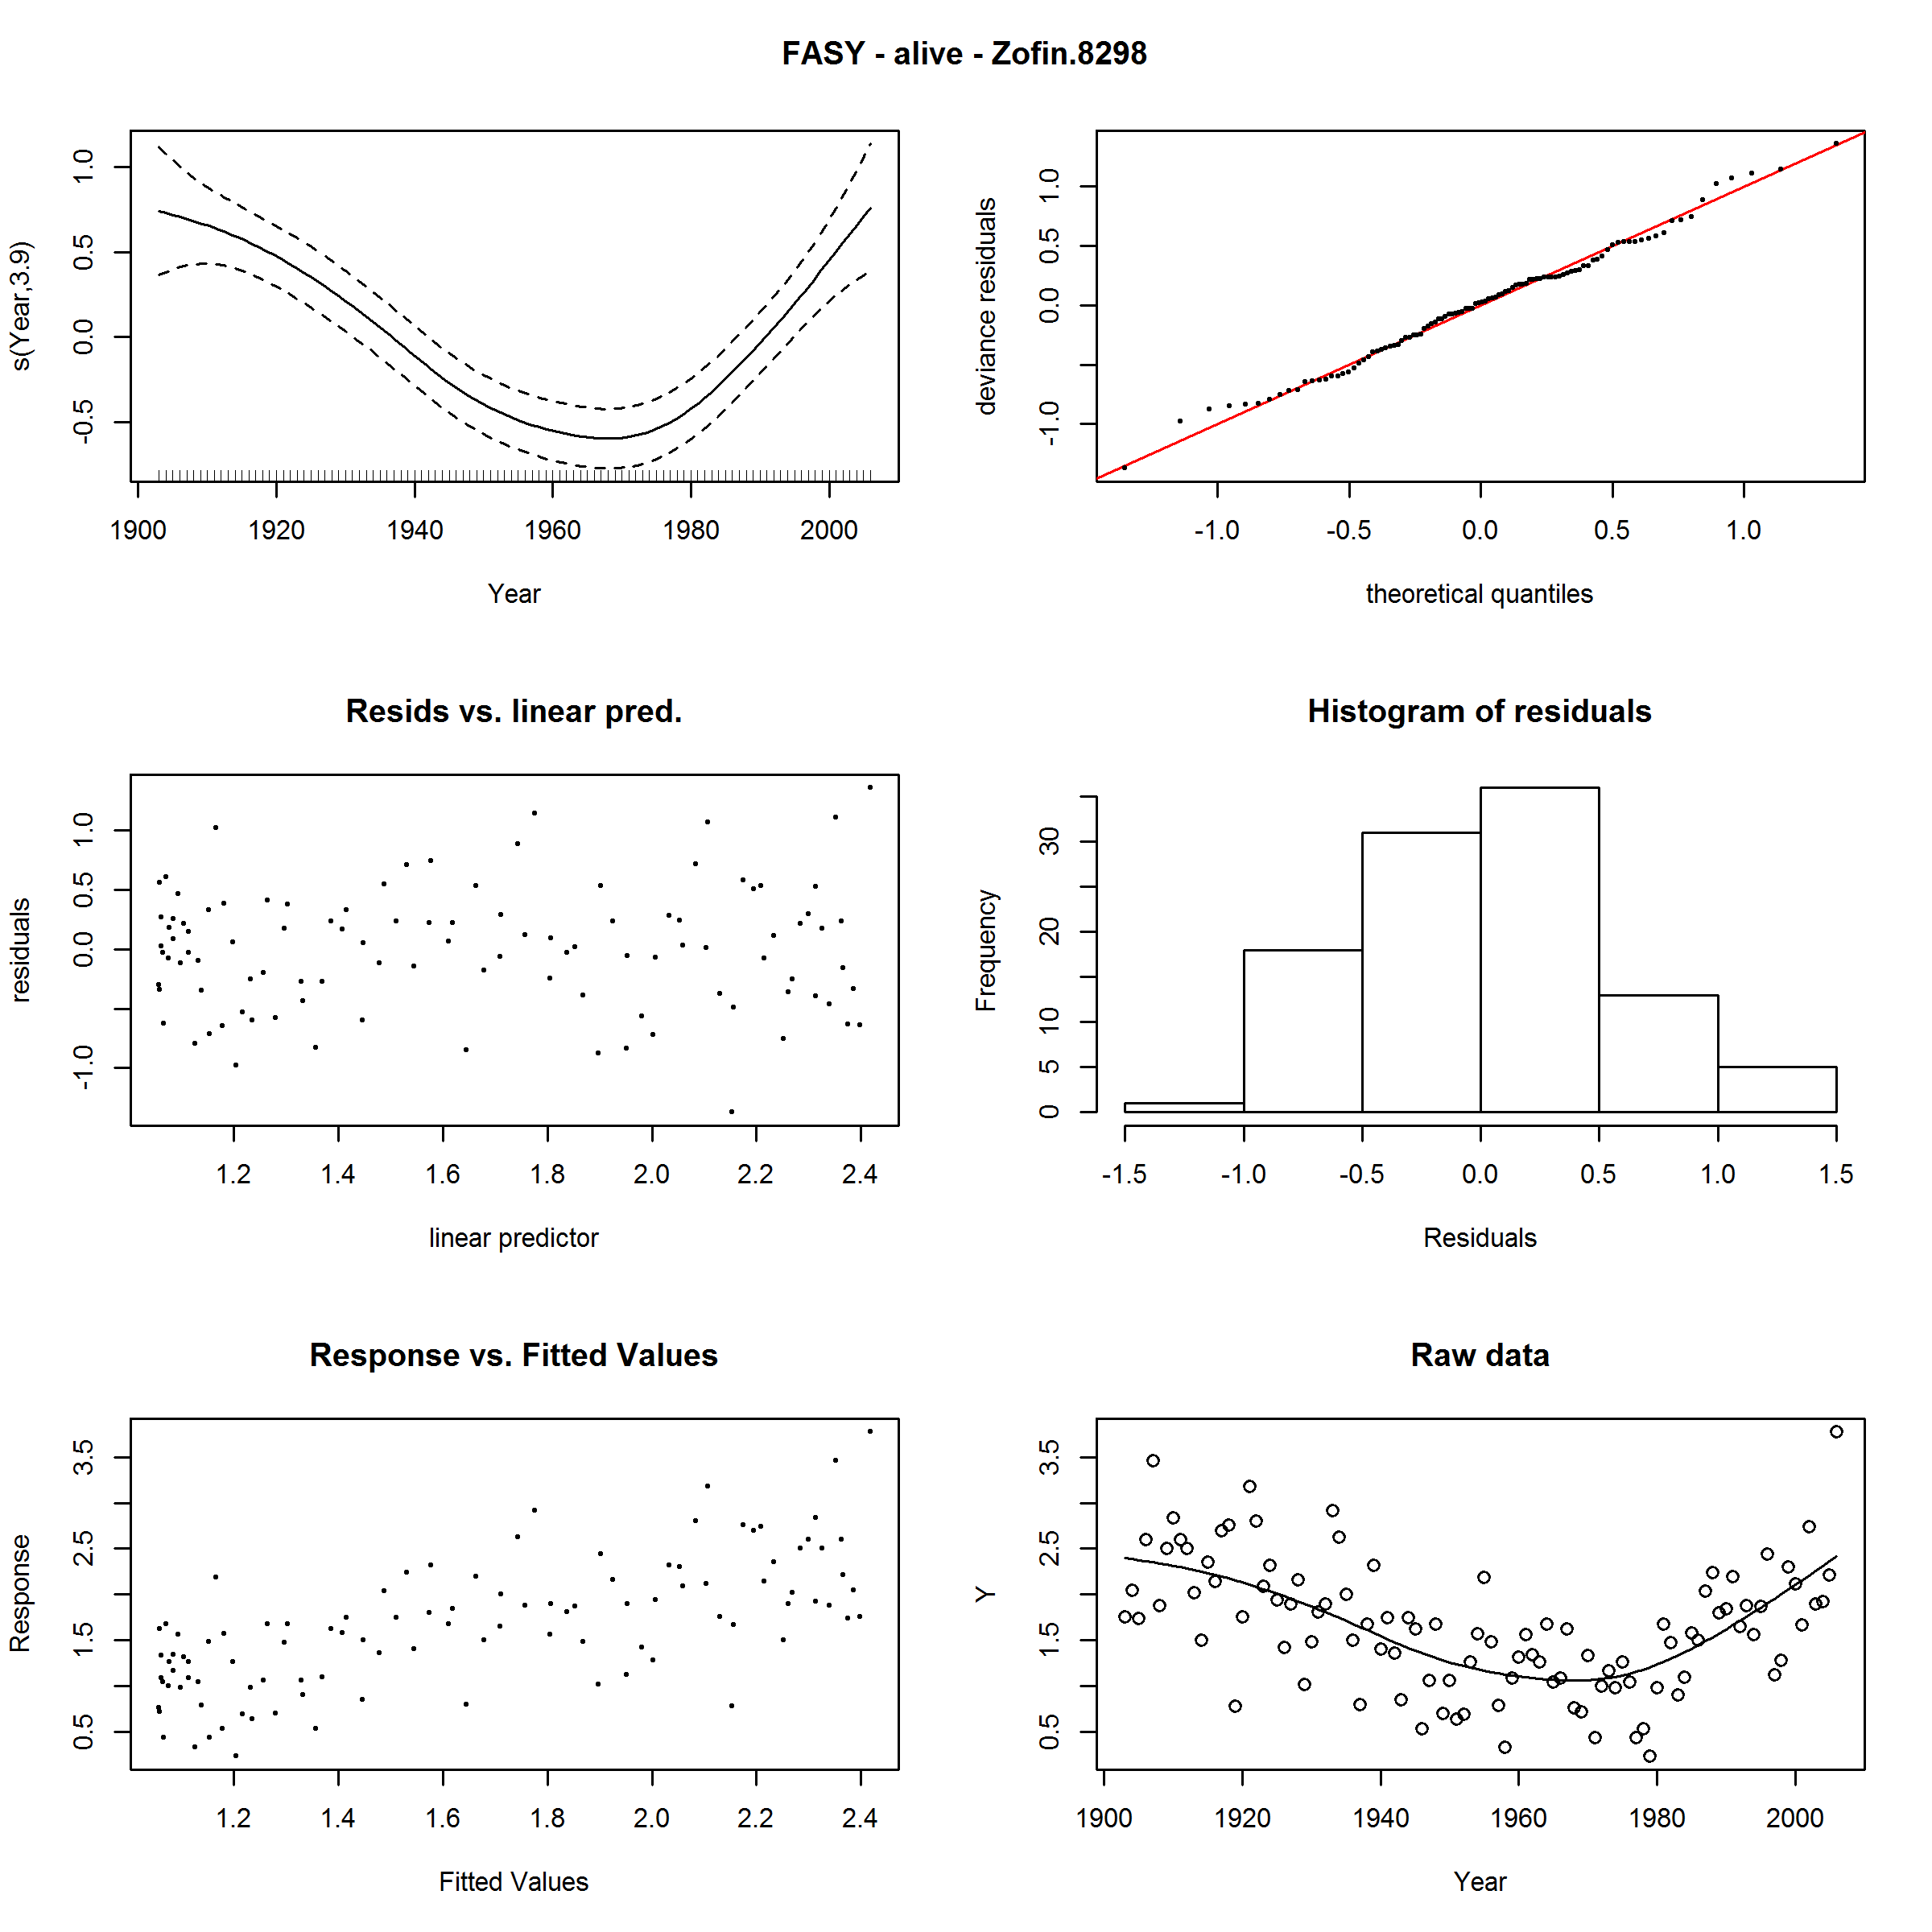 FASY - alive - Zofin.8298
s(Year,3.9)
-0.5 0.0 0.5 1.0
1900 1920 1940 1960 1980 2000
Year
deviance residuals
-1.0 0.0 0.5 1.0
-1.0 -0.5 0.0 0.5 1.0
theoretical quantiles
Resids vs. linear pred.
residuals
-1.0 0.0 0.5 1.0
1.2 1.4 1.6 1.8 2.0 2.2 2.4
linear predictor
Histogram of residuals
Frequency
0 5 10 20 30
-1.5 -1.0 -0.5 0.0 0.5 1.0 1.5
Residuals
Response vs. Fitted Values
Response
0.5 1.5 2.5 3.5
1.2 1.4 1.6 1.8 2.0 2.2 2.4
Fitted Values
Raw data
Y
0.5 1.5 2.5 3.5
1900 1920 1940 1960 1980 2000
Year